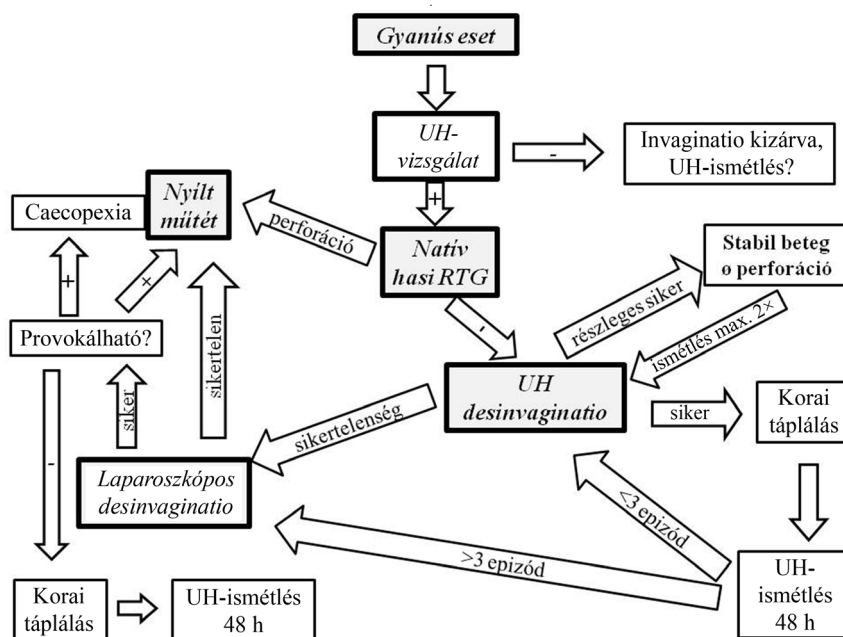 Gyanús eset
UH-
vizsgálat
-
Invaginatio kizárva,
UH-ismétlés?
+
Natív
hasi RTG
perforáció
Nyílt
műtét
Caecopexia
+
+
Provokálható?
siker
sikertelen
-
részleges siker
Stabil beteg
ø perforáció
ismétlés max. 2×
UH
desinvaginatio
siker
Korai
táplálás
sikertelenség
Laparoszkópos
desinvaginatio
<3 epizód
>3 epizód
UH-
ismétlés
48 h
-
Korai
táplálás
UH-ismétlés
48 h